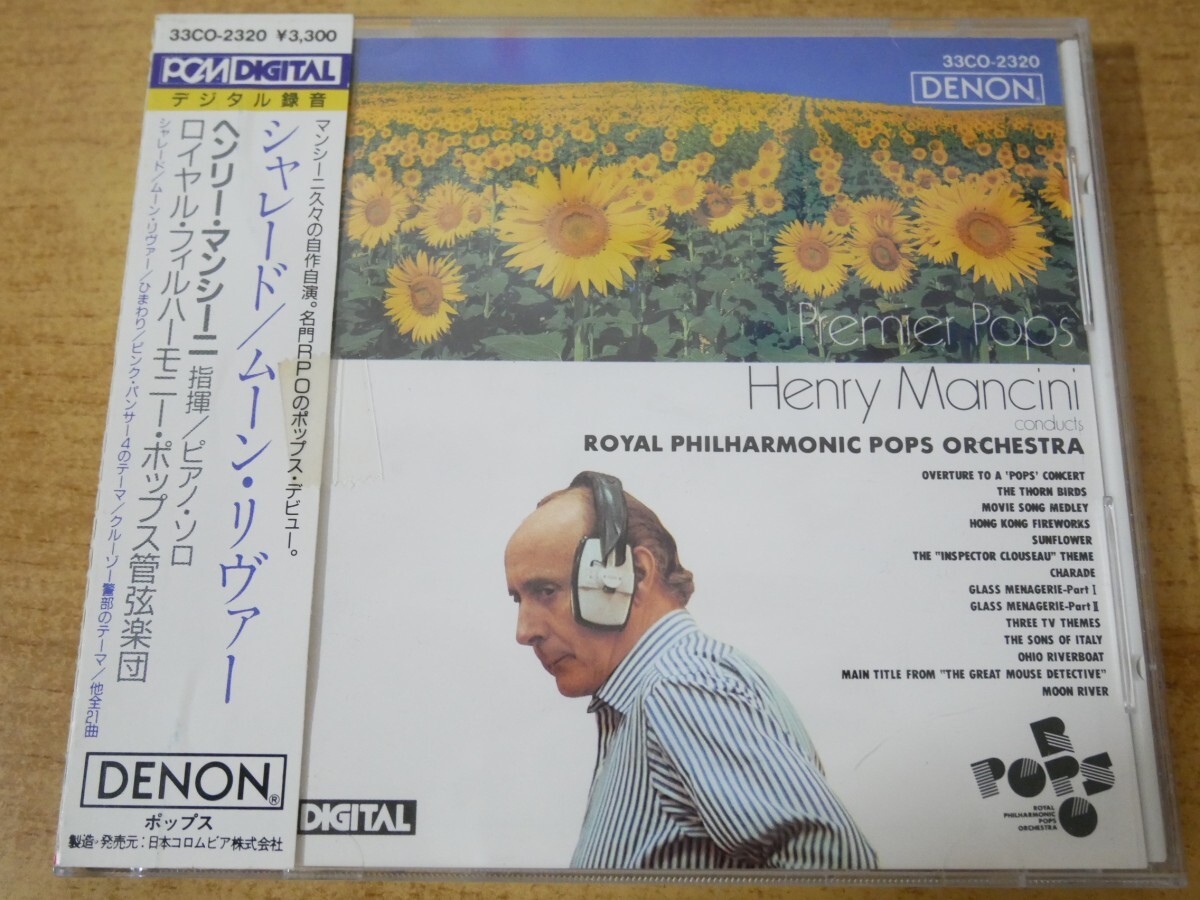 33CO-2320 ¥3,300
PCM DIGITAL
デジタル録音
マンシーニ久々の自作自演。名門RPOのポップス・デビュー。
シャレード/ムーン・リヴァー
ヘンリー・マンシーニ 指揮/ピアノ・ソロ
ロイヤル・フィルハーモニー・ポップス管弦楽団
シャレード/ムーン・リヴァー/ひまわり/ピンク・パンサー4のテーマ/クルーゾー警部のテーマ/他全21曲
DENON®
ポップス
製造・発売元:日本コロムビア株式会社
33CO-2320
DENON
Premier Pops
Henry Mancini
conducts
ROYAL PHILHARMONIC POPS ORCHESTRA
OVERTURE TO A 'POPS' CONCERT
THE THORN BIRDS
MOVIE SONG MEDLEY
HONG KONG FIREWORKS
SUNFLOWER
THE "INSPECTOR CLOUSEAU" THEME
CHARADE
GLASS MENAGERIE-Part I
GLASS MENAGERIE-Part II
THREE TV THEMES
THE SONS OF ITALY
OHIO RIVERBOAT
MAIN TITLE FROM "THE GREAT MOUSE DETECTIVE"
MOON RIVER
DIGITAL
R
POPS
O
ROYAL
PHILHARMONIC
POPS
ORCHESTRA